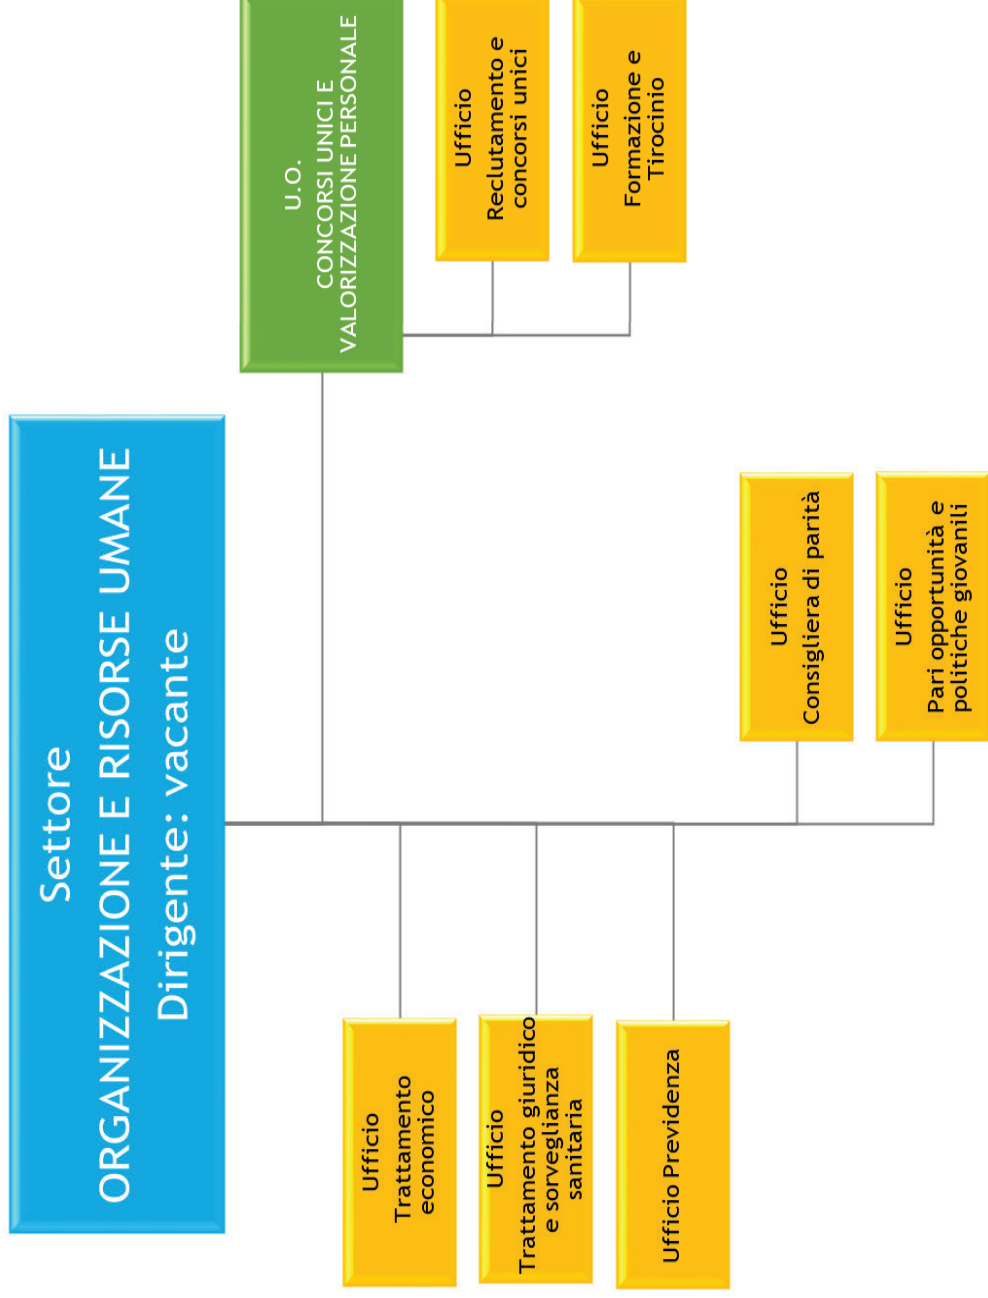 Settore
ORGANIZZAZIONE E RISORSE UMANE
Dirigente: vacante
U.O.
CONCORSI UNICI E
VALORIZZAZIONE PERSONALE
Ufficio
Reclutamento e
concorsi unici
Ufficio
Formazione e
Tirocinio
Ufficio
Trattamento
economico
Ufficio
Trattamento giuridico
e sorveglianza
sanitaria
Ufficio Previdenza
Ufficio
Consigliera di parità
Ufficio
Pari opportunità e
politiche giovanili